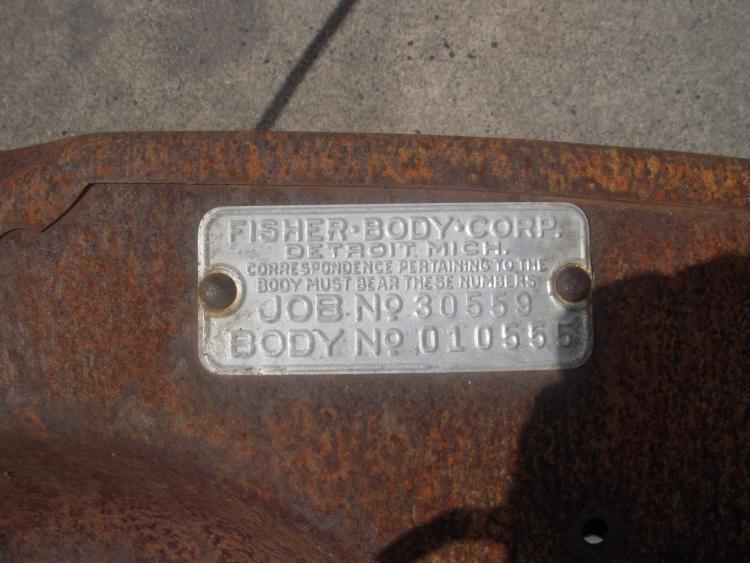 FISHER·BODY·CORP.
DETROIT. MICH.
CORRESPONDENCE PERTAINING TO THE
BODY MUST BEAR THESE NUMBERS
JOB Nº 30559
BODY Nº 010555